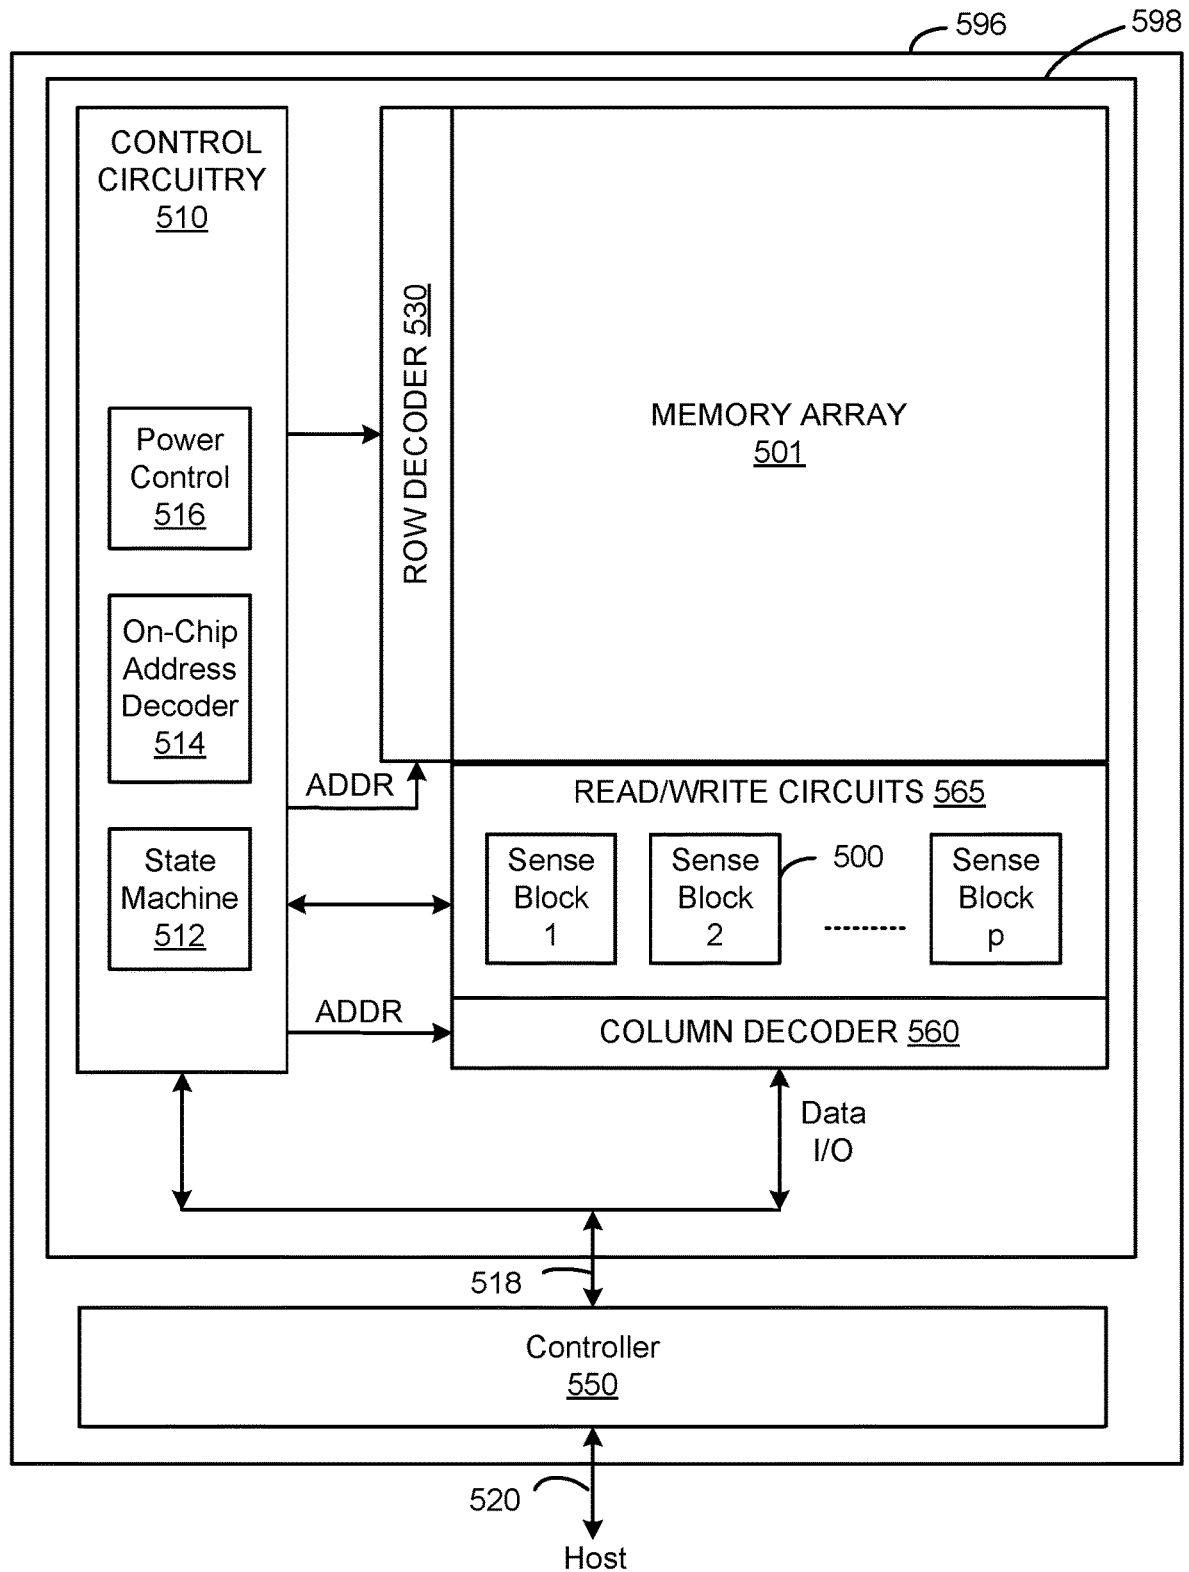 596
598
CONTROL
CIRCUITRY
510
Power
Control
516
On-Chip
Address
Decoder
514
State
Machine
512
ROW DECODER 530
MEMORY ARRAY
501
ADDR
READ/WRITE CIRCUITS 565
Sense
Block
1
Sense
Block
2
500
.........
Sense
Block
p
ADDR
COLUMN DECODER 560
Data
I/O
518
Controller
550
520
Host